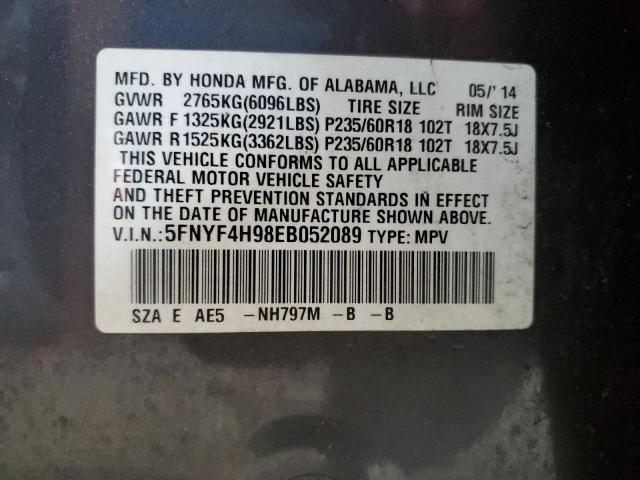 MFD. BY HONDA MFG. OF ALABAMA, LLC 05/'14
GVWR 2765KG(6096LBS) TIRE SIZE RIM SIZE
GAWR F 1325KG(2921LBS) P235/60R18 102T 18X7.5J
GAWR R 1525KG(3362LBS) P235/60R18 102T 18X7.5J
THIS VEHICLE CONFORMS TO ALL APPLICABLE
FEDERAL MOTOR VEHICLE SAFETY
AND THEFT PREVENTION STANDARDS IN EFFECT
ON THE DATE OF MANUFACTURE SHOWN ABOVE.
V.I.N.: 5FNYF4H98EB052089 TYPE: MPV
SZA E AE5 -NH797M -B -B